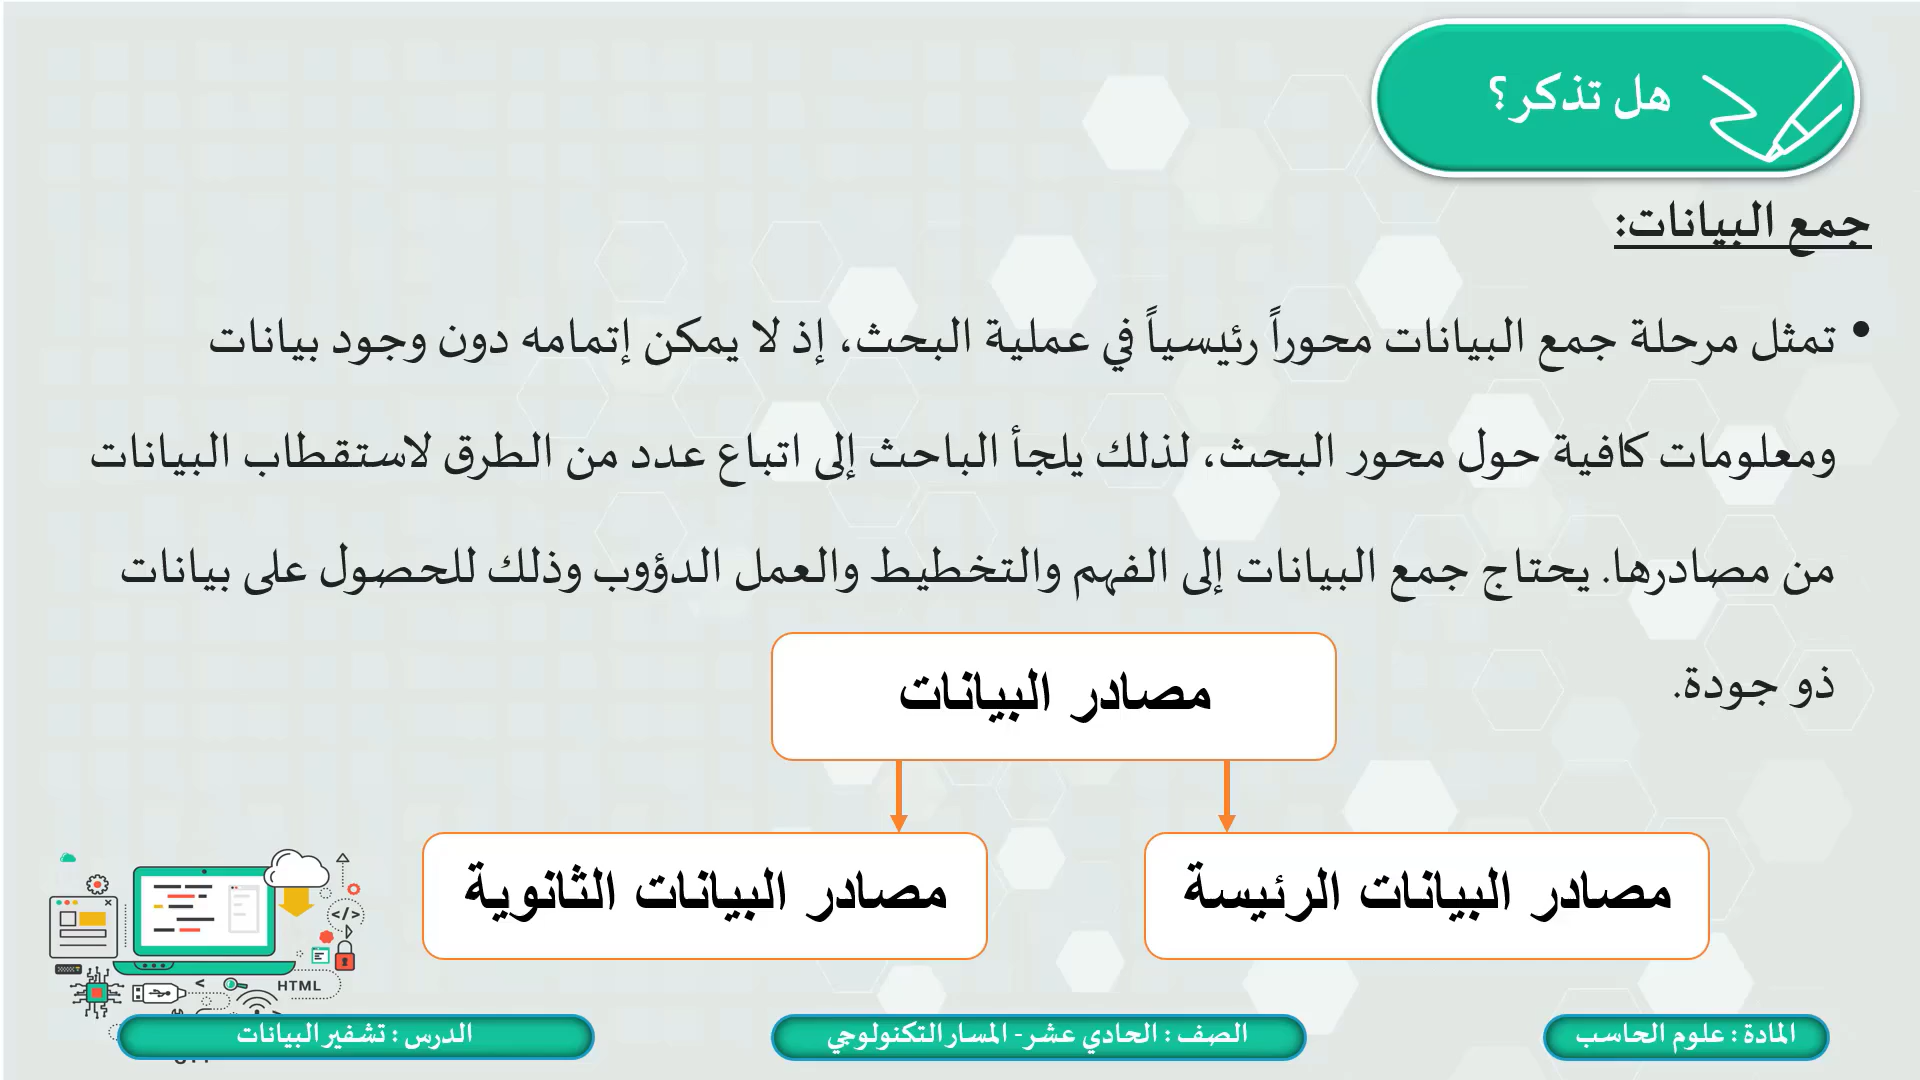 هل تذكر؟
جمع البيانات:
• تمثل مرحلة جمع البيانات محوراً رئيسياً في عملية البحث، إذ لا يمكن إتمامه دون وجود بيانات
ومعلومات كافية حول محور البحث، لذلك يلجأ الباحث إلى اتباع عدد من الطرق لاستقطاب البيانات
من مصادرها. يحتاج جمع البيانات إلى الفهم والتخطيط والعمل الدؤوب وذلك للحصول على بيانات
ذو جودة.
مصادر البيانات
مصادر البيانات الرئيسة
مصادر البيانات الثانوية
</>
HTML
المادة : علوم الحاسب
الصف : الحادي عشر- المسار التكنولوجي
الدرس : تشفير البيانات